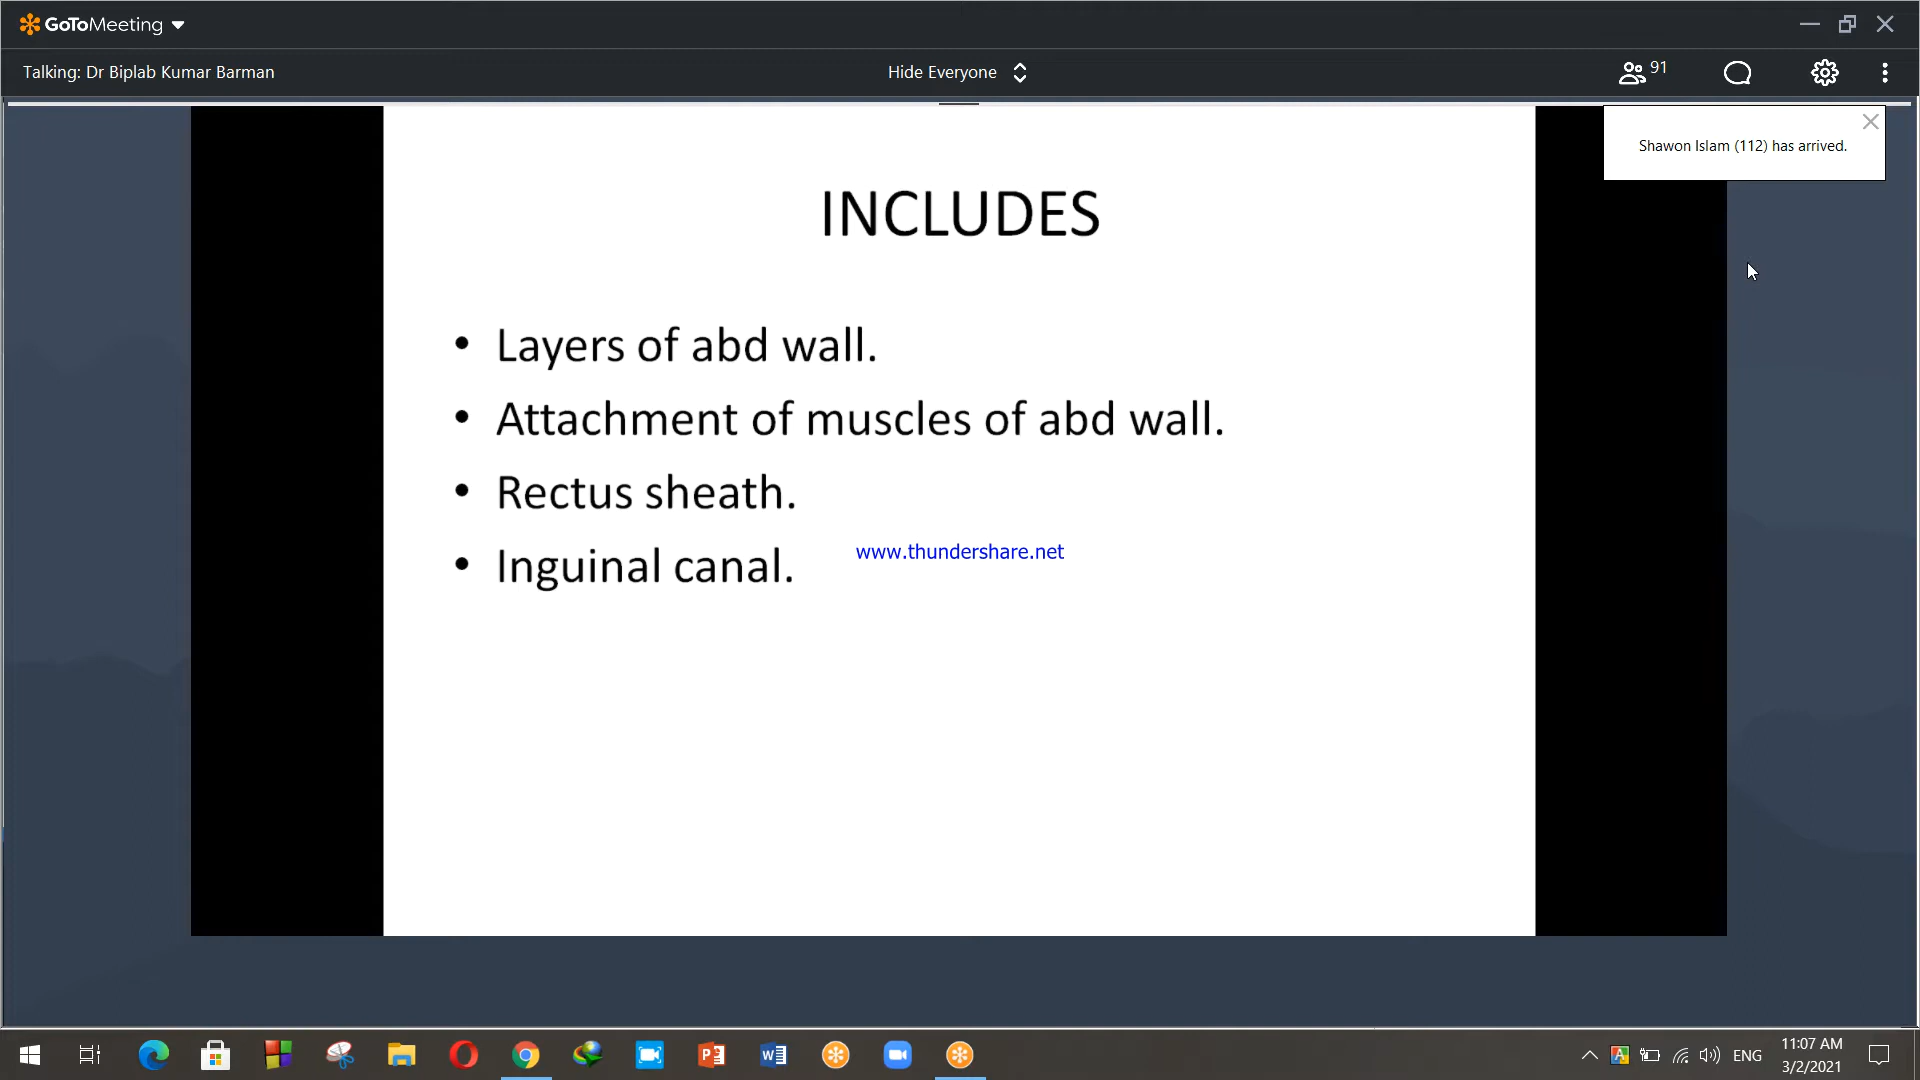 GoToMeeting
Talking: Dr Biplab Kumar Barman
Hide Everyone
91
Shawon Islam (112) has arrived.
INCLUDES
• Layers of abd wall.
• Attachment of muscles of abd wall.
• Rectus sheath.
• Inguinal canal.
www.thundershare.net
ENG
11:07 AM
3/2/2021